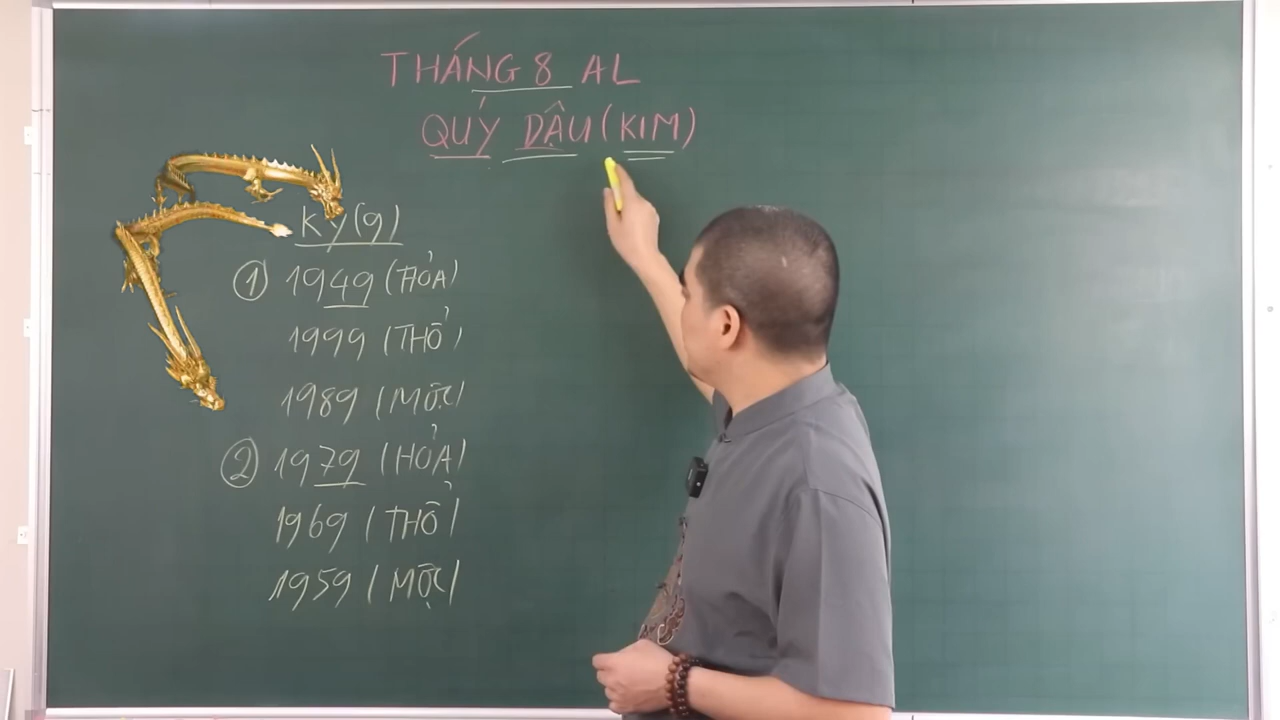 THÁNG 8 AL
QUÝ DẬU (KIM)
Kỷ (9)
① 1949 (HỎA)
1999 (THỔ)
1989 (MỘC)
② 1979 (HỎA)
1969 (THỔ)
1959 (MỘC)